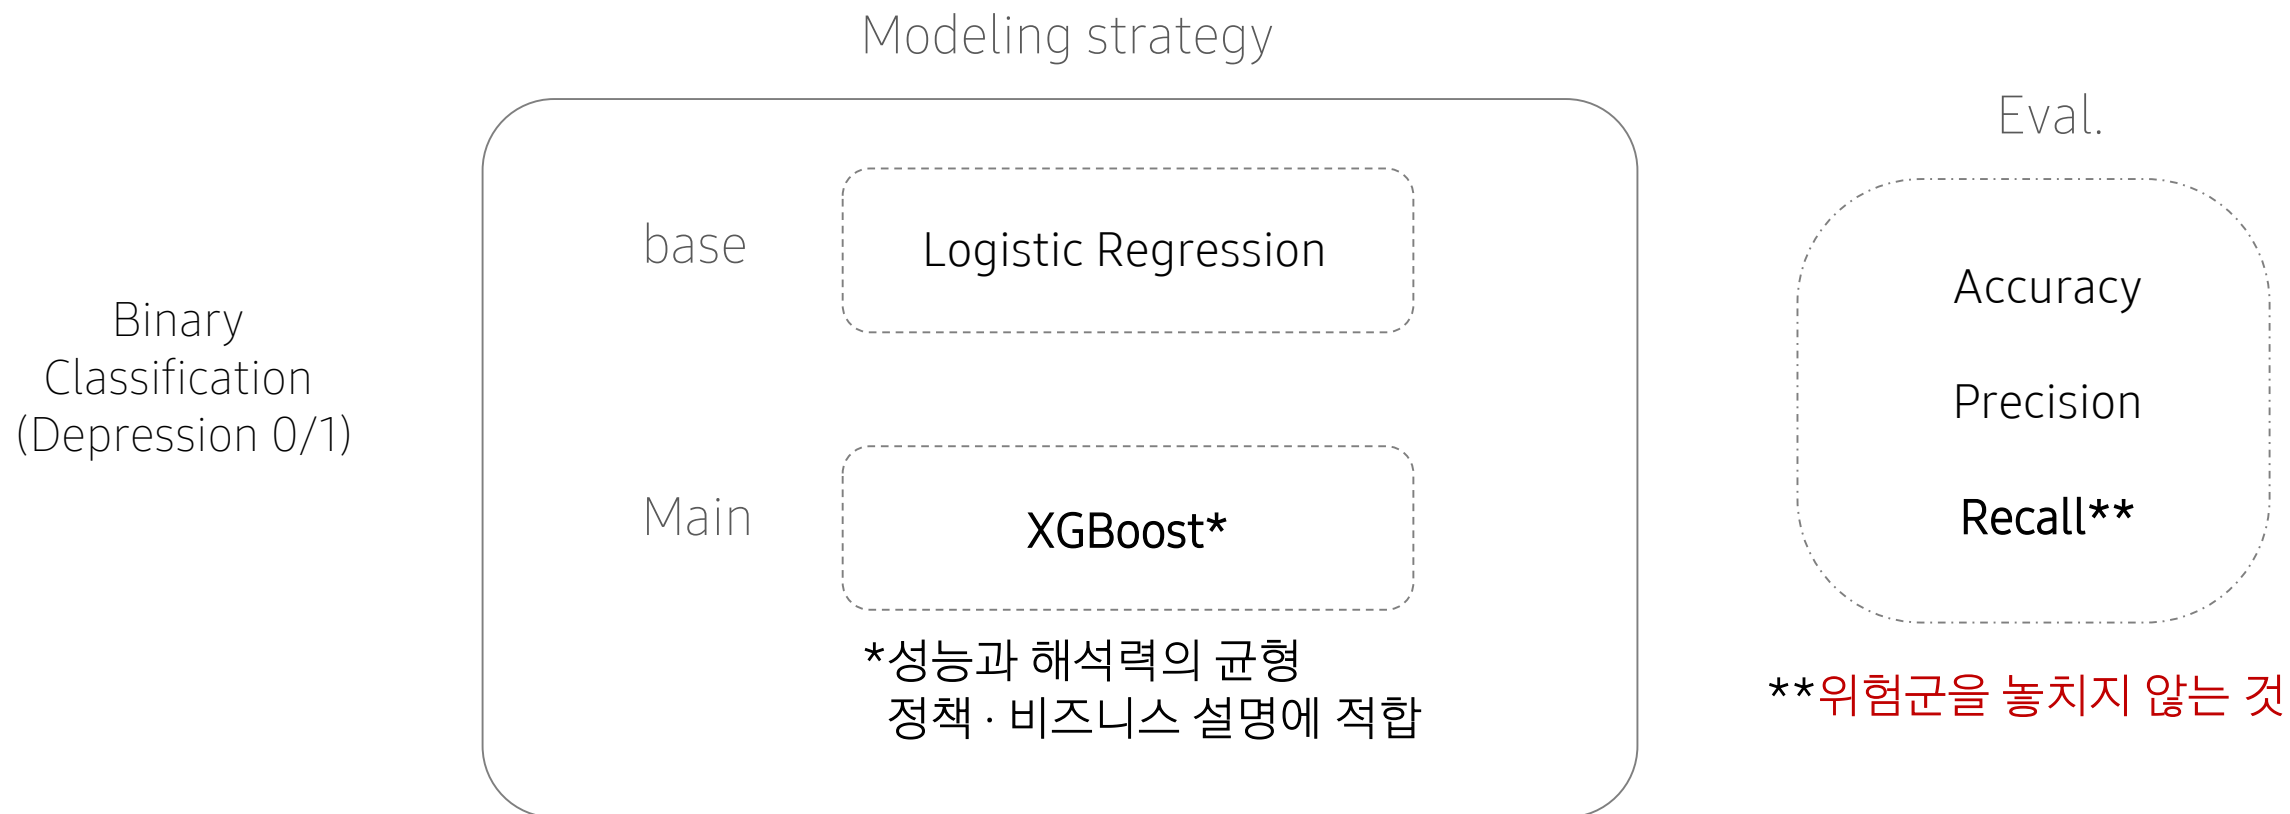 Modeling strategy
Binary
Classification
(Depression 0/1)
base
Logistic Regression
Main
XGBoost*
*성능과 해석력의 균형
정책 · 비즈니스 설명에 적합
Eval.
Accuracy
Precision
Recall**
**위험군을 놓치지 않는 것